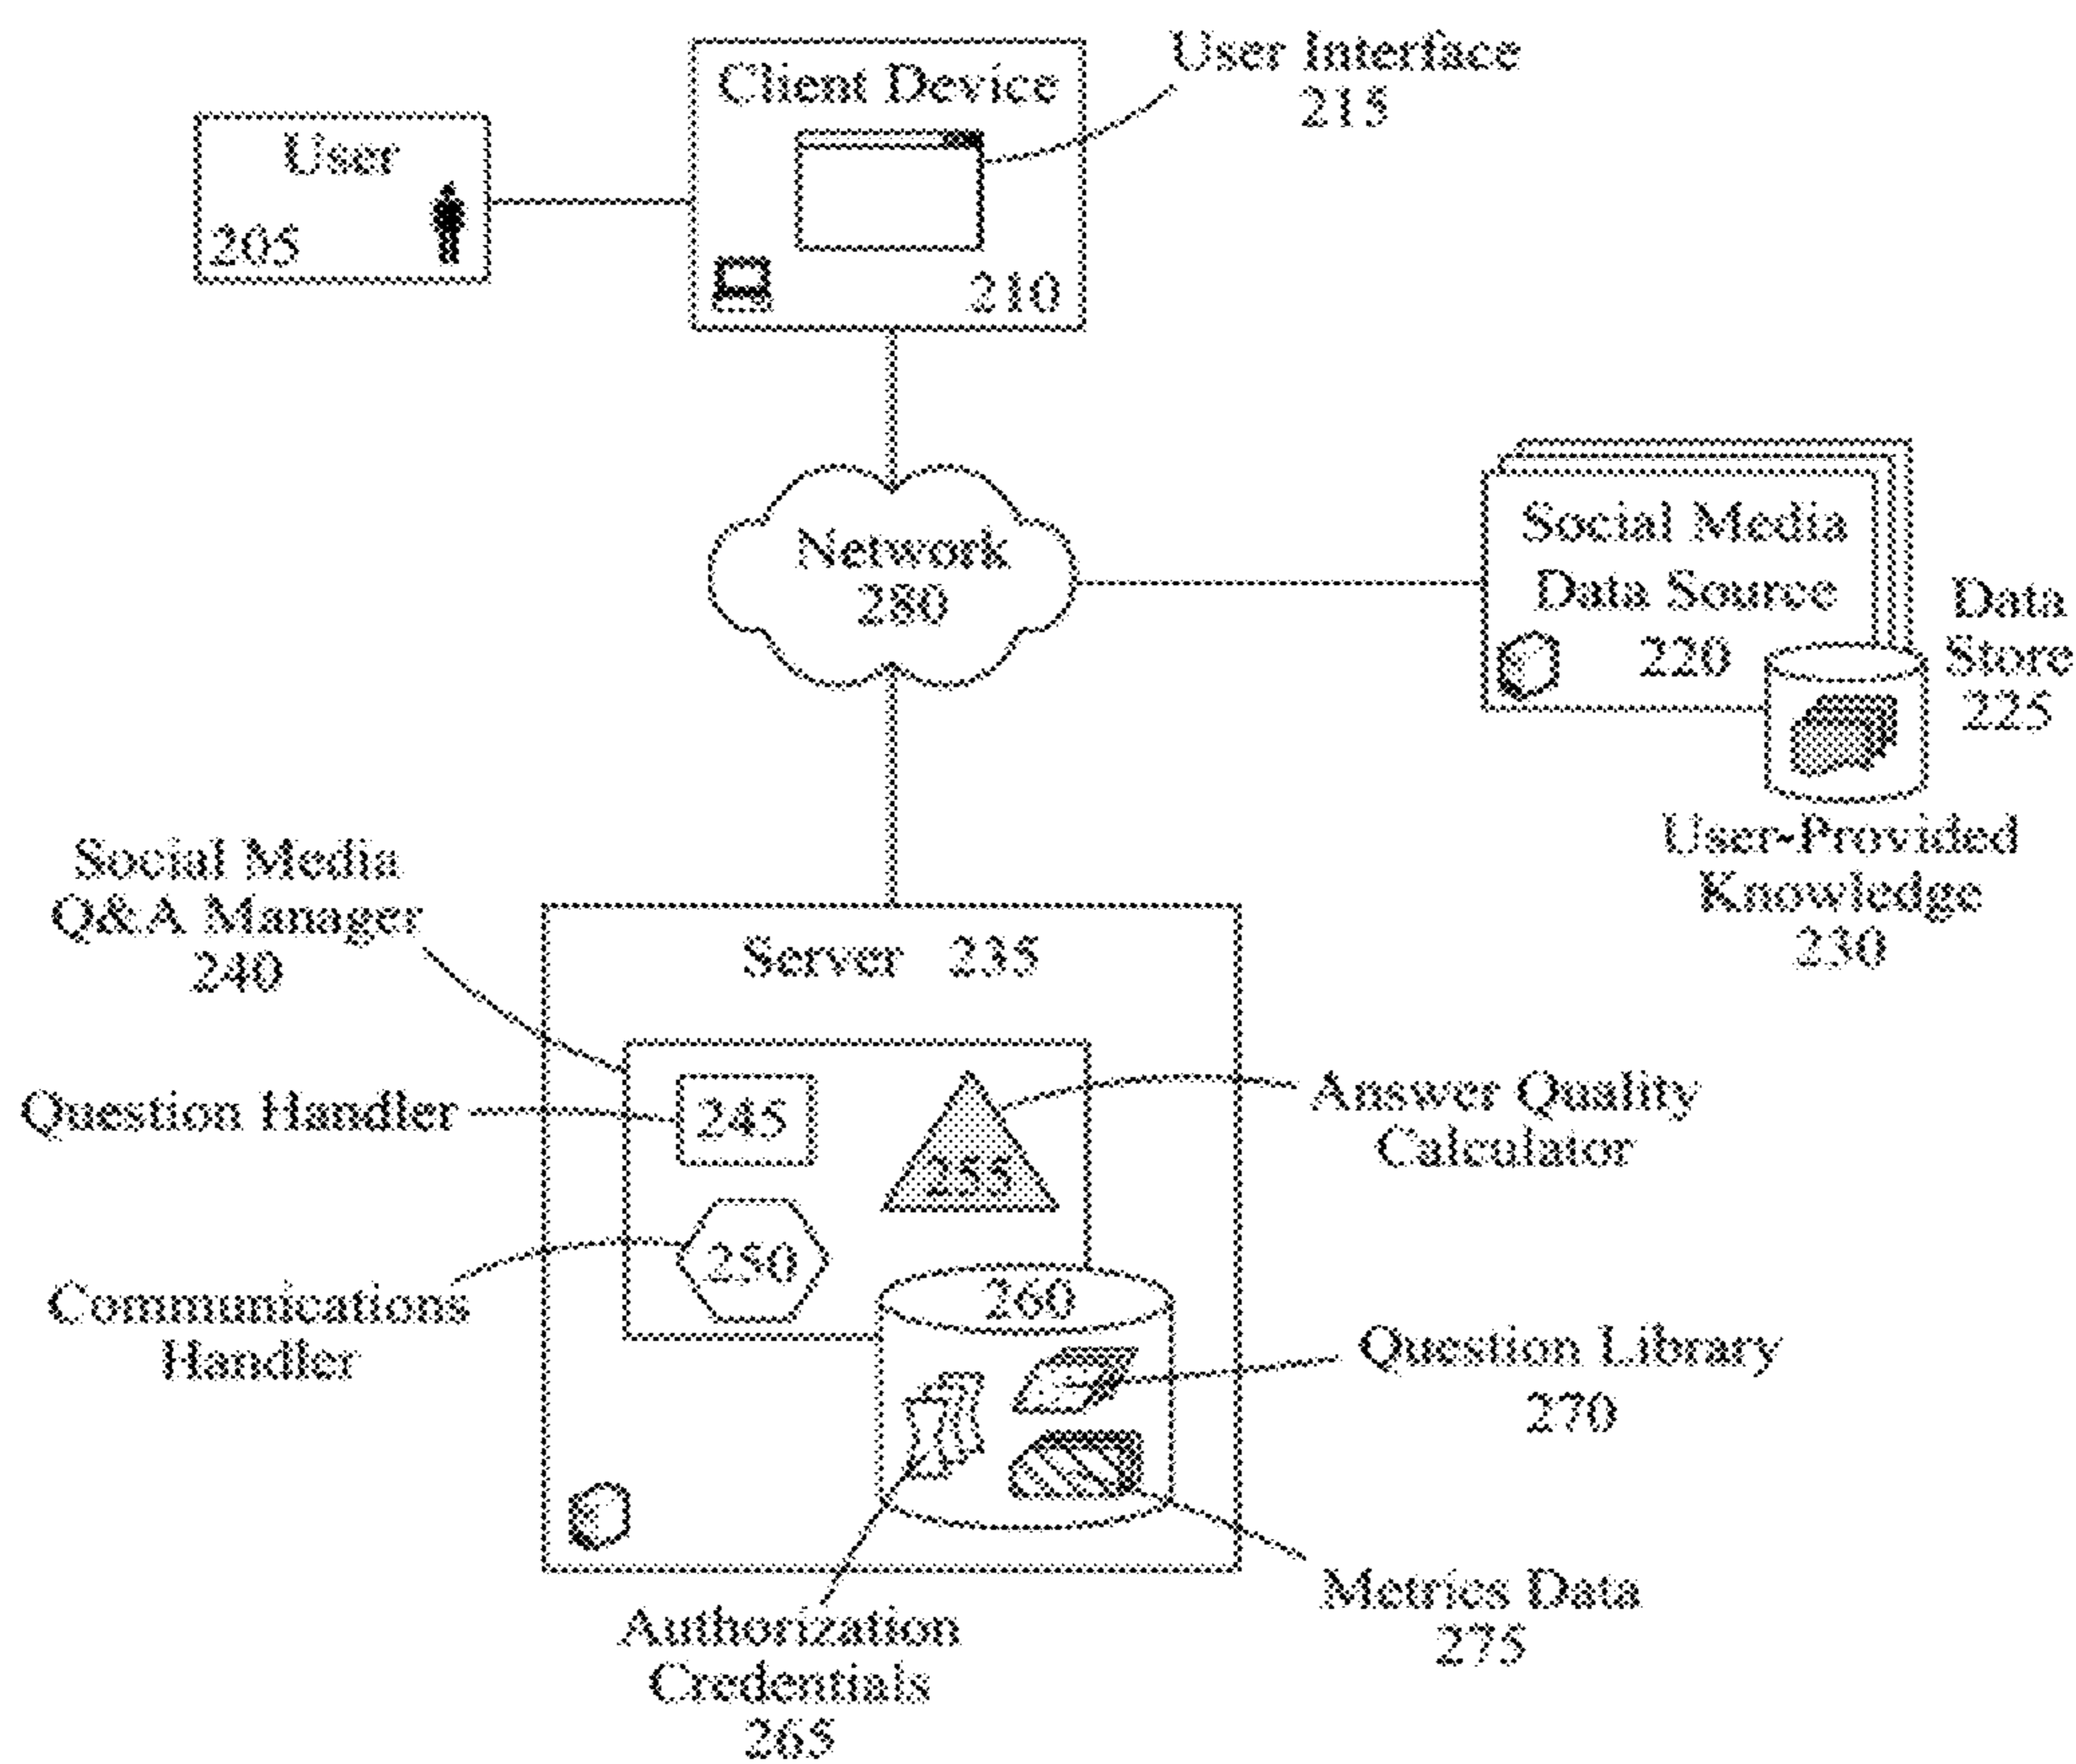 User
205
Client Device
210
User Interface
215
Network
280
Social Media
Data Source
220
Data
Store
225
User-Provided
Knowledge
230
Social Media
Q&A Manager
240
Server 235
Question Handler
245
255
Answer Quality
Calculator
250
Communications
Handler
260
Question Library
270
Metrics Data
275
Authorization
Credentials
265